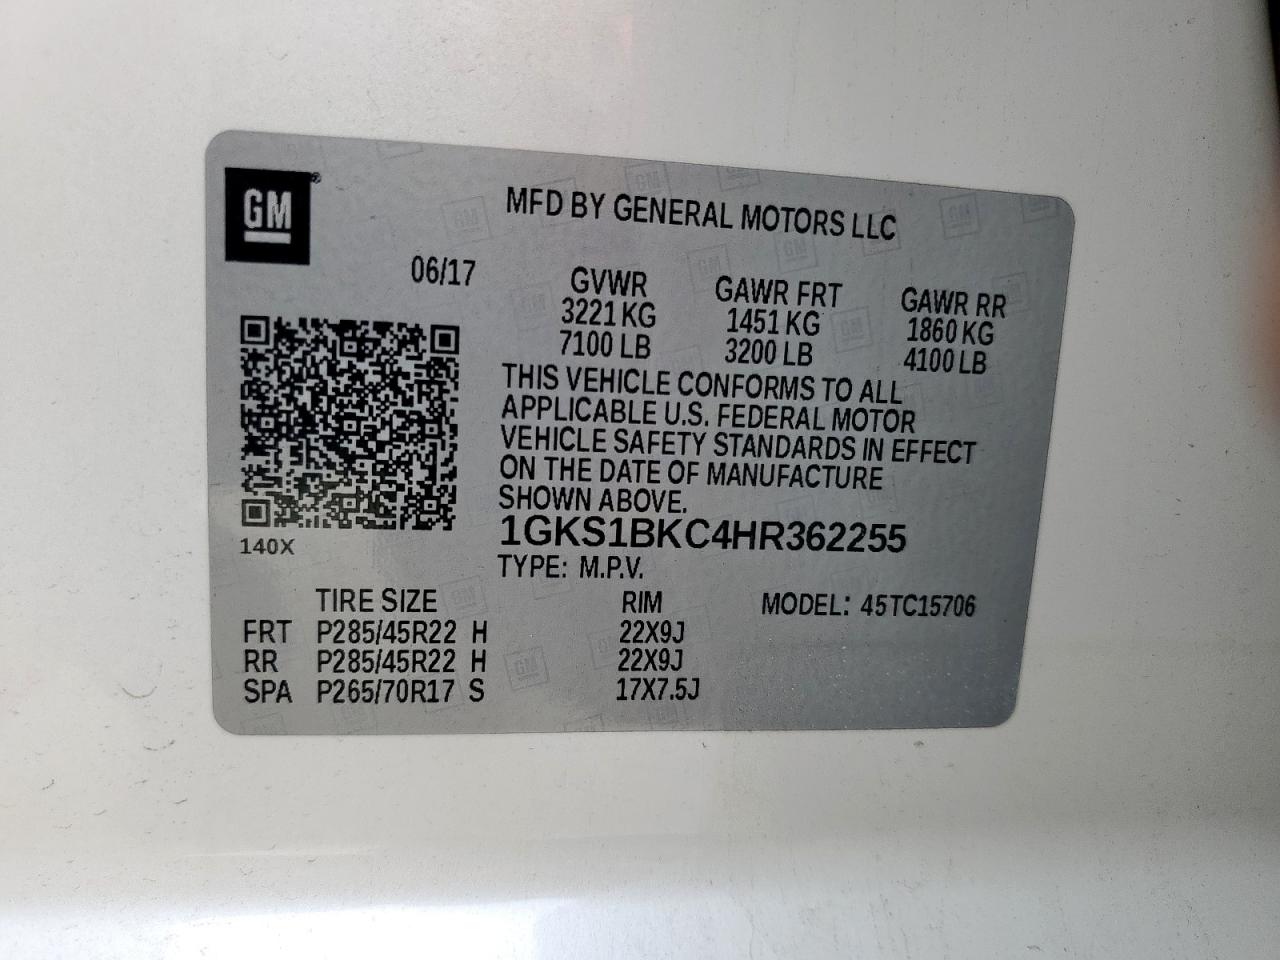 GM®
MFD BY GENERAL MOTORS LLC
06/17
GVWR GAWR FRT GAWR RR
3221 KG 1451 KG 1860 KG
7100 LB 3200 LB 4100 LB
THIS VEHICLE CONFORMS TO ALL
APPLICABLE U.S. FEDERAL MOTOR
VEHICLE SAFETY STANDARDS IN EFFECT
ON THE DATE OF MANUFACTURE
SHOWN ABOVE.
1GKS1BKC4HR362255
140X
TYPE: M.P.V.
TIRE SIZE RIM MODEL: 45TC15706
FRT P285/45R22 H 22X9J
RR P285/45R22 H 22X9J
SPA P265/70R17 S 17X7.5J